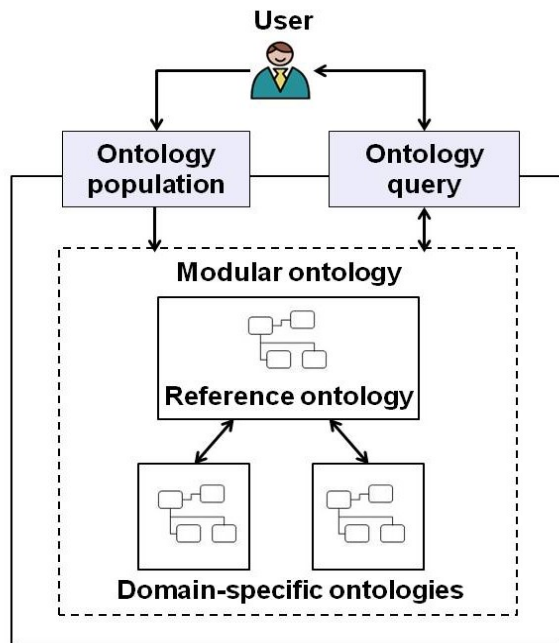 User
Ontology
population
Ontology
query
Modular ontology
Reference ontology
Domain-specific ontologies